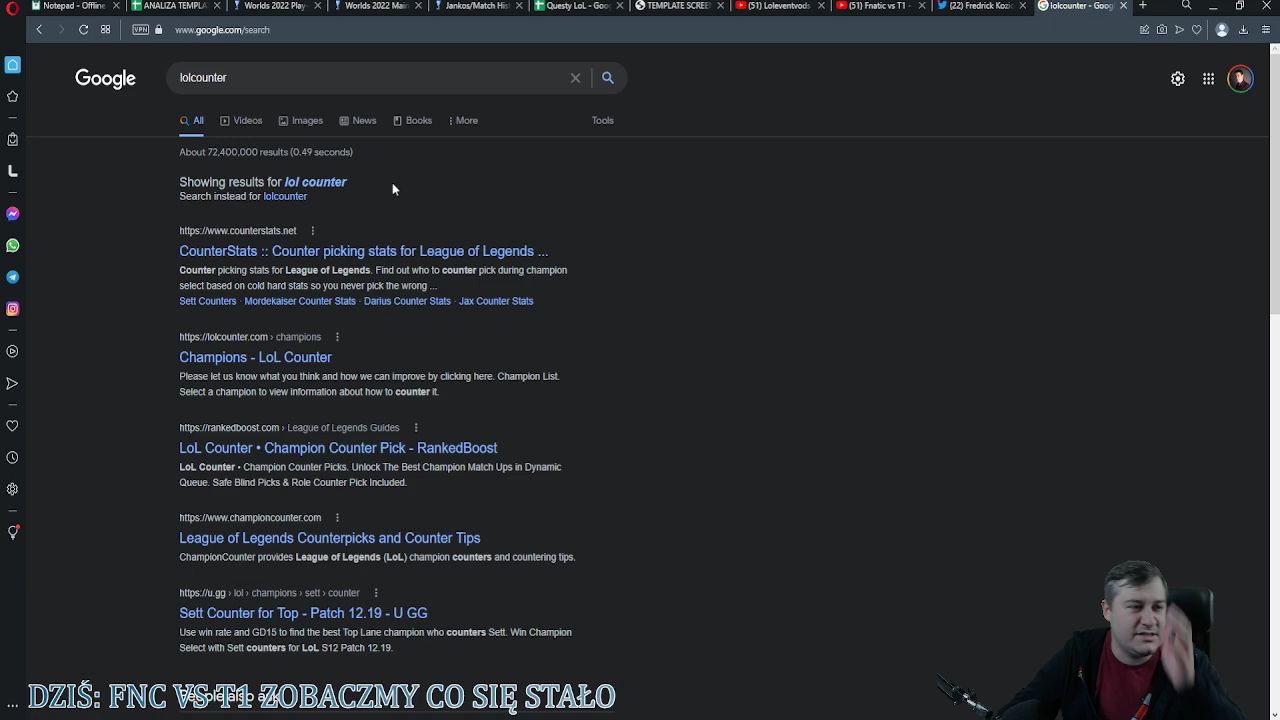 Notepad - Offline
ANALIZA TEMPLA
Worlds 2022 Play-
Worlds 2022 Main
Jankos/Match His
Questy LoL - Goog
TEMPLATE SCREEN
(51) Loleventvods
(51) Fnatic vs T1 -
(22) Fredrick Kozic
lolcounter - Googl
VPN
www.google.com/search
Google
lolcounter
All
Videos
Images
News
Books
More
Tools
About 72,400,000 results (0.49 seconds)
Showing results for lol counter
Search instead for lolcounter
https://www.counterstats.net
CounterStats :: Counter picking stats for League of Legends ...
Counter picking stats for League of Legends. Find out who to counter pick during champion
select based on cold hard stats so you never pick the wrong ...
Sett Counters · Mordekaiser Counter Stats · Darius Counter Stats · Jax Counter Stats
https://lolcounter.com › champions
Champions - LoL Counter
Please let us know what you think and how we can improve by clicking here. Champion List.
Select a champion to view information about how to counter it.
https://rankedboost.com › League of Legends Guides
LoL Counter • Champion Counter Pick - RankedBoost
LoL Counter • Champion Counter Picks. Unlock The Best Champion Match Ups in Dynamic
Queue. Safe Blind Picks & Role Counter Pick Included.
https://www.championcounter.com
League of Legends Counterpicks and Counter Tips
ChampionCounter provides League of Legends (LoL) champion counters and countering tips.
https://u.gg › lol › champions › sett › counter
Sett Counter for Top - Patch 12.19 - U GG
Use win rate and GD15 to find the best Top Lane champion who counters Sett. Win Champion
Select with Sett counters for LoL S12 Patch 12.19.
DZIŚ: FNC VS T1 ZOBACZMY CO SIĘ STAŁO